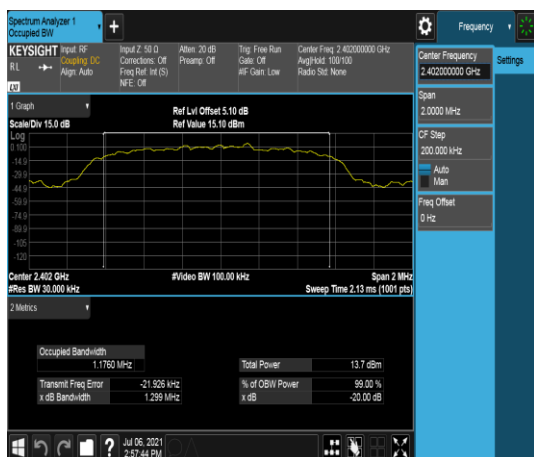 Spectrum Analyzer 1
Occupied BW
Frequency
KEYSIGHT
Input: RF
Input Z: 50 Ω
Atten: 20 dB
Trig: Free Run
Center Freq: 2.402000000 GHz
RL
Coupling: DC
Corrections: Off
Preamp: Off
Gate: Off
Avg|Hold: 100/100
Align: Auto
Freq Ref: Int (S)
#IF Gain: Low
Radio Std: None
NFE: Off
LXI
Center Frequency
2.402000000 GHz
Settings
Span
2.0000 MHz
CF Step
200.000 kHz
Auto
Man
Freq Offset
0 Hz
1 Graph
Ref Lvl Offset 5.10 dB
Scale/Div 15.0 dB
Ref Value 15.10 dBm
Log
0.100
-14.9
-29.9
-44.9
-59.9
-74.9
-89.9
-105
-120
Center 2.402 GHz
#Video BW 100.00 kHz
Span 2 MHz
#Res BW 30.000 kHz
Sweep Time 2.13 ms (1001 pts)
2 Metrics
Occupied Bandwidth
1.1760 MHz
Total Power
13.7 dBm
Transmit Freq Error
-21.926 kHz
% of OBW Power
99.00 %
x dB Bandwidth
1.299 MHz
x dB
-20.00 dB
Jul 06, 2021
2:57:44 PM